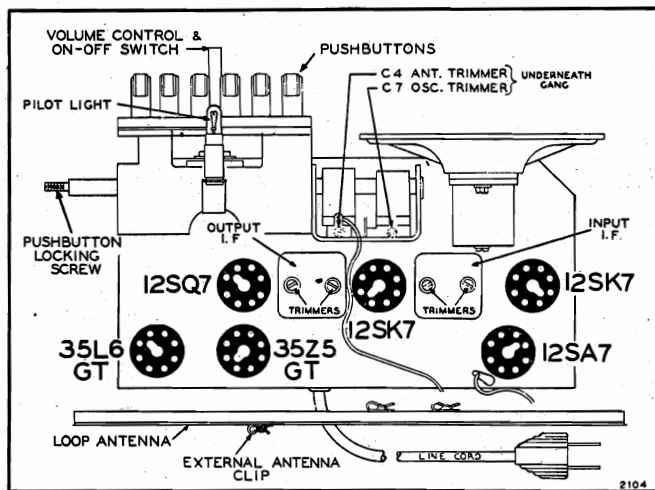 VOLUME CONTROL &
ON-OFF SWITCH
PUSHBUTTONS
C4 ANT. TRIMMER
C7 OSC. TRIMMER
UNDERNEATH
GANG
PILOT LIGHT
PUSHBUTTON
LOCKING
SCREW
OUTPUT
I.F.
INPUT
I.F.
12SQ7
TRIMMERS
12SK7
TRIMMERS
12SK7
35L6
GT
35Z5
GT
12SA7
LOOP ANTENNA
EXTERNAL ANTENNA
CLIP
LINE CORD
2104